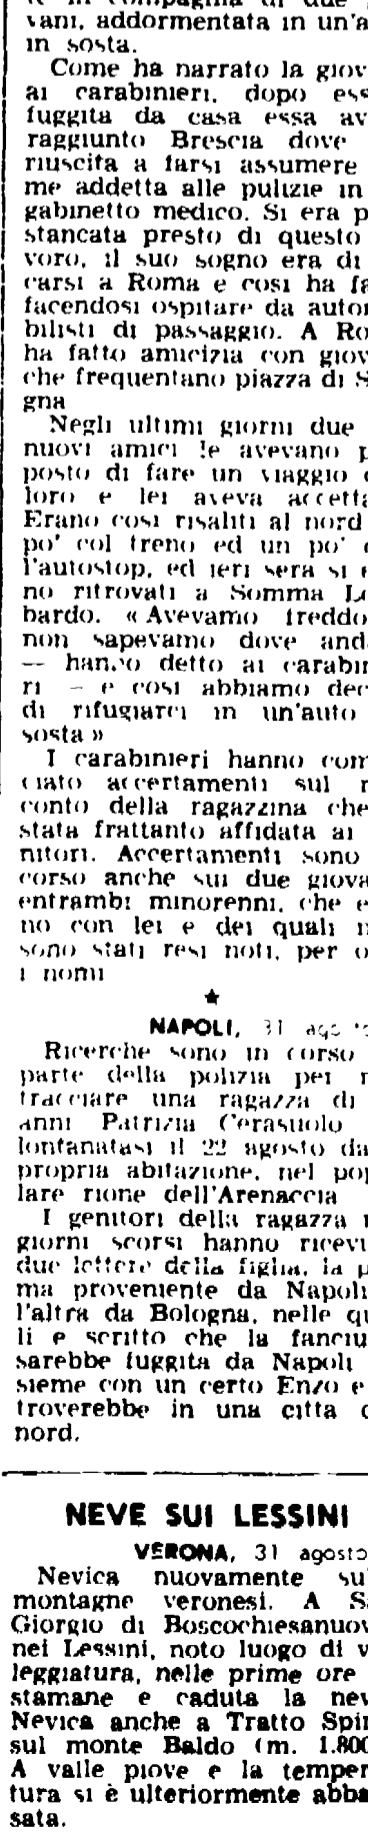 in compagnia di due
vani, addormentata in un'a
in sosta.
Come ha narrato la giov
ai carabinieri, dopo ess
fuggita da casa essa av
raggiunto Brescia dove
riuscita a farsi assumere
me addetta alle pulizie in
gabinetto medico. Si era p
stancata presto di questo
voro, il suo sogno era di
carsi a Roma e così ha fa
facendosi ospitare da autom
bilisti di passaggio. A Ro
ha fatto amicizia con giov
che frequentano piazza di S
gna
Negli ultimi giorni due
nuovi amici le avevano p
posto di fare un viaggio c
loro e lei aveva accetta
Erano così risaliti al nord
po' col treno ed un po' c
l'autostop, ed ieri sera si e
no ritrovati a Somma Lo
bardo. « Avevamo freddo
non sapevamo dove anda
— hanno detto ai carabin
ri — e così abbiamo dec
di rifugiarci in un'auto
sosta »
I carabinieri hanno com
ciato accertamenti sul r
conto della ragazzina che
stata frattanto affidata ai
nitori. Accertamenti sono
corso anche sui due giova
entrambi minorenni, che e
no con lei e dei quali n
sono stati resi noti, per o
i nomi
★
NAPOLI, 31 agosto
Ricerche sono in corso
parte della polizia per r
tracciare una ragazza di
anni Patrizia Cerasuolo
lontanatasi il 22 agosto da
propria abitazione, nel pop
lare rione dell'Arenaccia
I genitori della ragazza n
giorni scorsi hanno ricevu
due lettere della figlia, la p
ma proveniente da Napoli
l'altra da Bologna, nelle qu
li e scritto che la fanciu
sarebbe fuggita da Napoli
sieme con un certo Enzo e
troverebbe in una citta d
nord.
NEVE SUI LESSINI
VERONA, 31 agosto
Nevica nuovamente su
montagne veronesi. A Sa
Giorgio di Boscochiesanuov
nei Lessini, noto luogo di v
leggiatura, nelle prime ore
stamane e caduta la nev
Nevica anche a Tratto Spin
sul monte Baldo (m. 1.800
A valle piove e la temper
tura si è ulteriormente abba
sata.